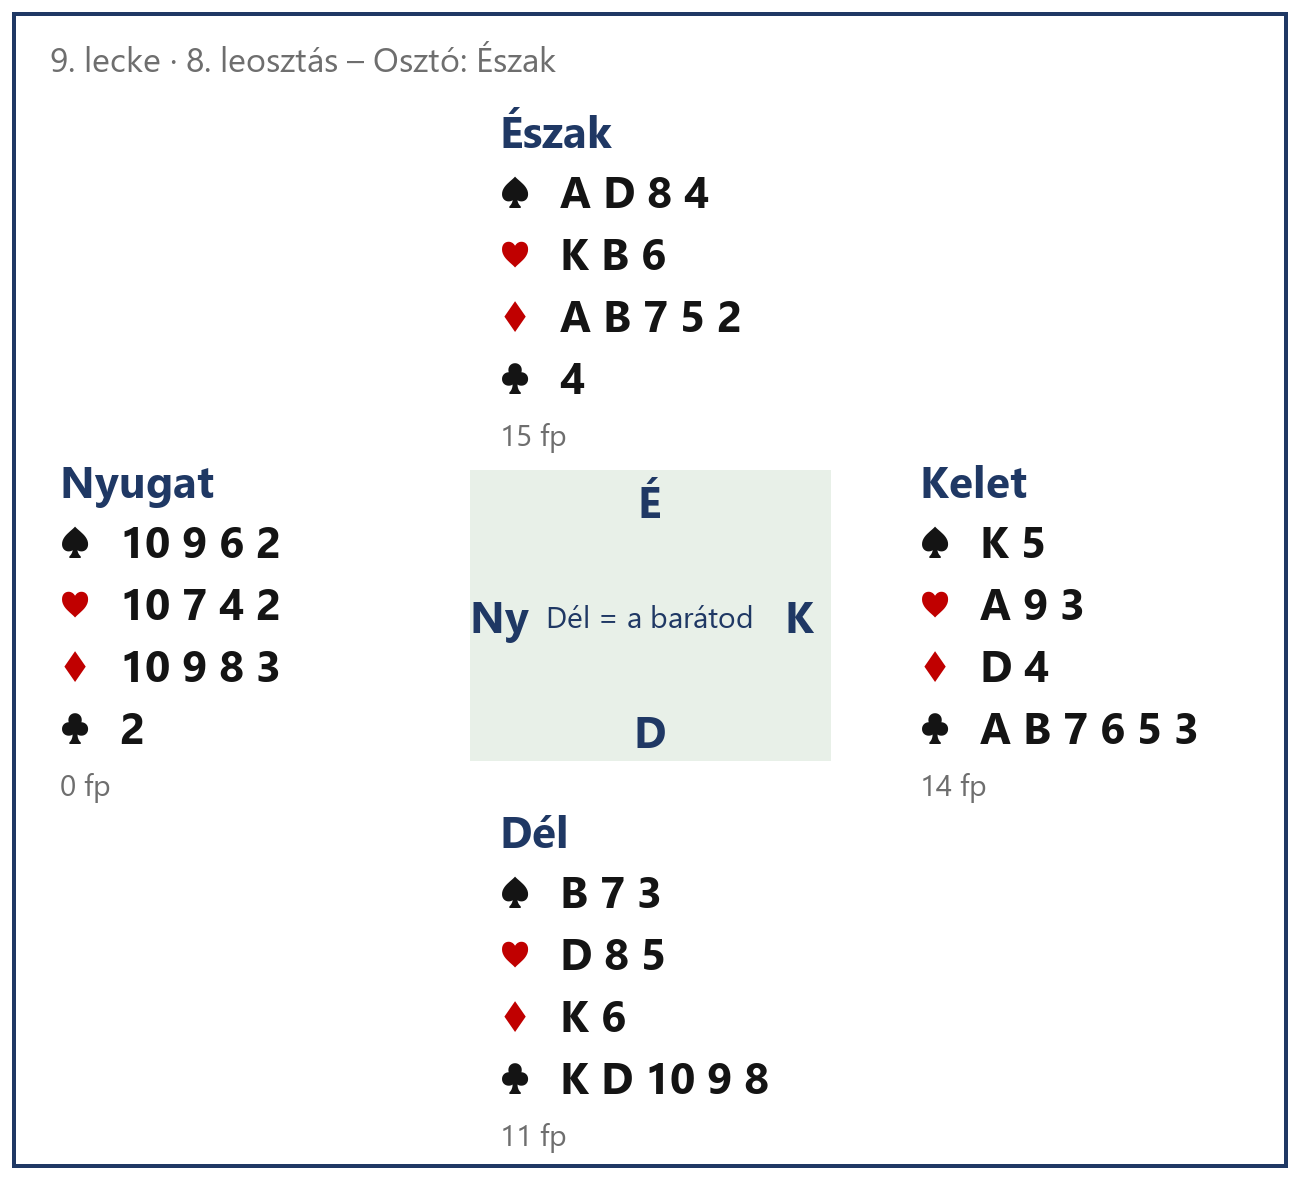 9. lecke · 8. leosztás – Osztó: Észak
Észak
♠ A D 8 4
♥ K B 6
♦ A B 7 5 2
♣ 4
15 fp
Nyugat
♠ 10 9 6 2
♥ 10 7 4 2
♦ 10 9 8 3
♣ 2
0 fp
É
Ny Dél = a barátod K
D
Kelet
♠ K 5
♥ A 9 3
♦ D 4
♣ A B 7 6 5 3
14 fp
Dél
♠ B 7 3
♥ D 8 5
♦ K 6
♣ K D 10 9 8
11 fp